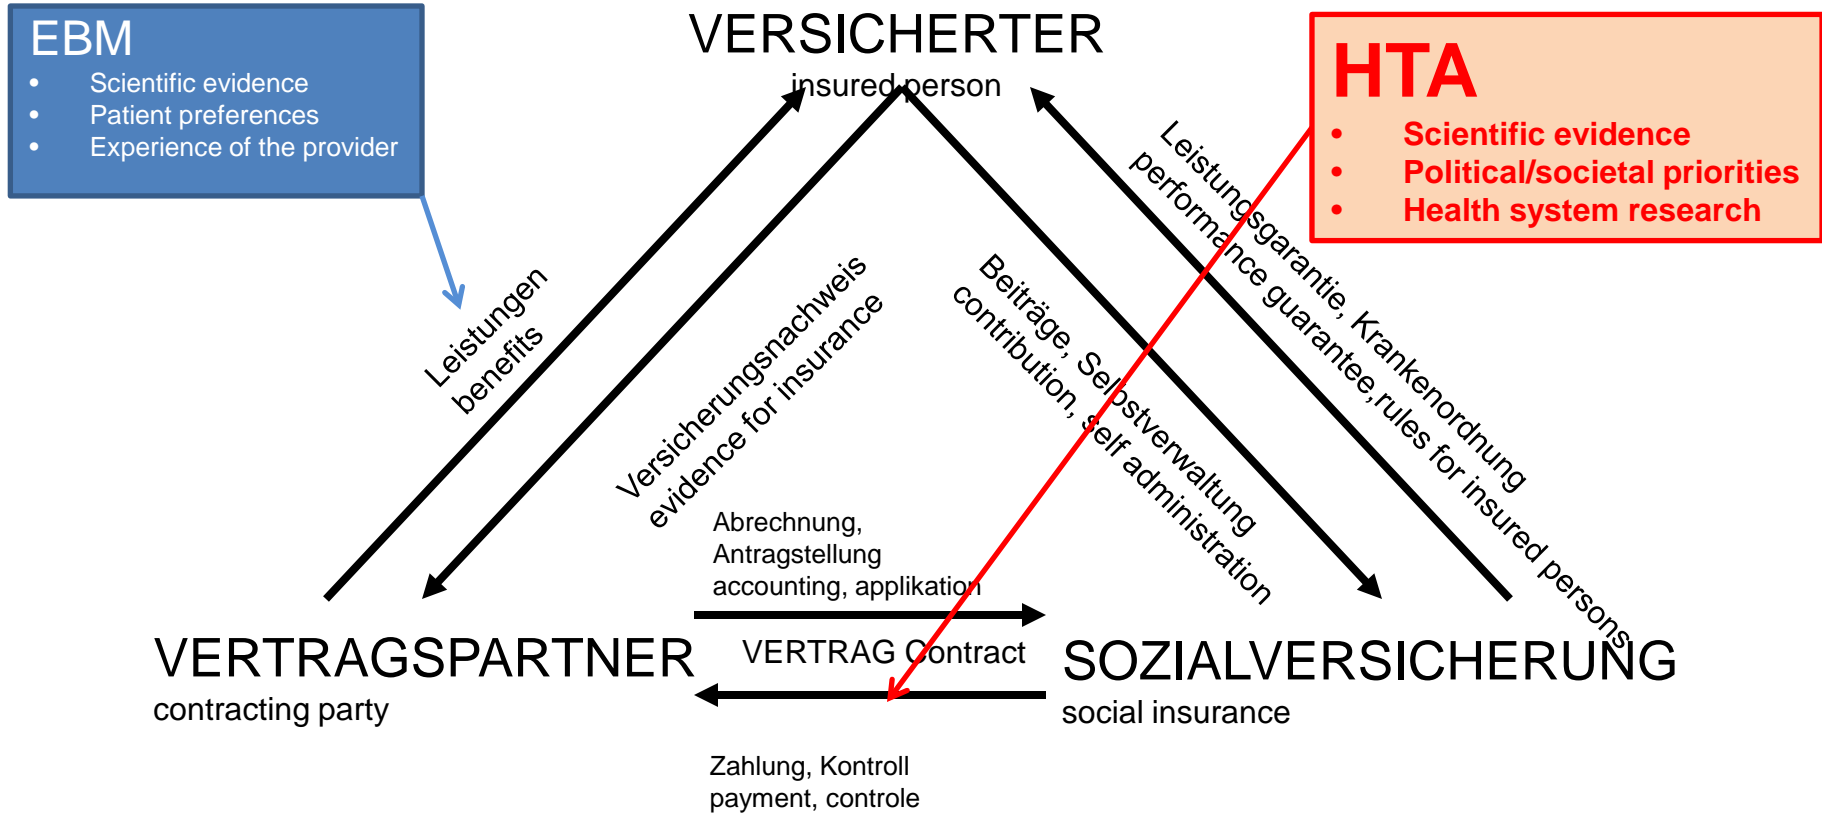 EBM
• Scientific evidence
• Patient preferences
• Experience of the provider
VERSICHERTER
insured person
HTA
• Scientific evidence
• Political/societal priorities
• Health system research
Leistungen
benefits
Versicherungsnachweis
evidence for insurance
Beiträge, Selbstverwaltung
contribution, self administration
Leistungsgarantie, Krankenordnung
performance guarantee,rules for insured persons
Abrechnung,
Antragstellung
accounting, applikation
VERTRAGSPARTNER
contracting party
VERTRAG Contract
SOZIALVERSICHERUNG
social insurance
Zahlung, Kontroll
payment, controle